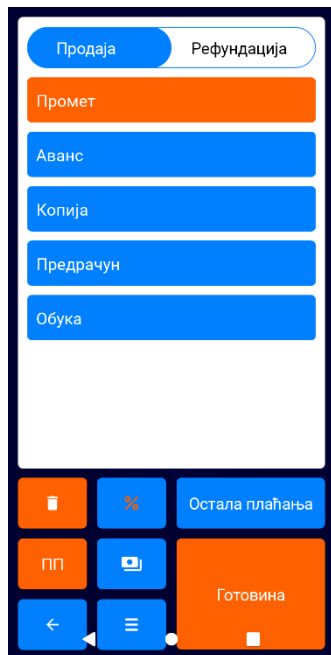 Продаја
Рефундација
Промет
Аванс
Копија
Предрачун
Обука
%
Остала плаћања
ПП
Готовина